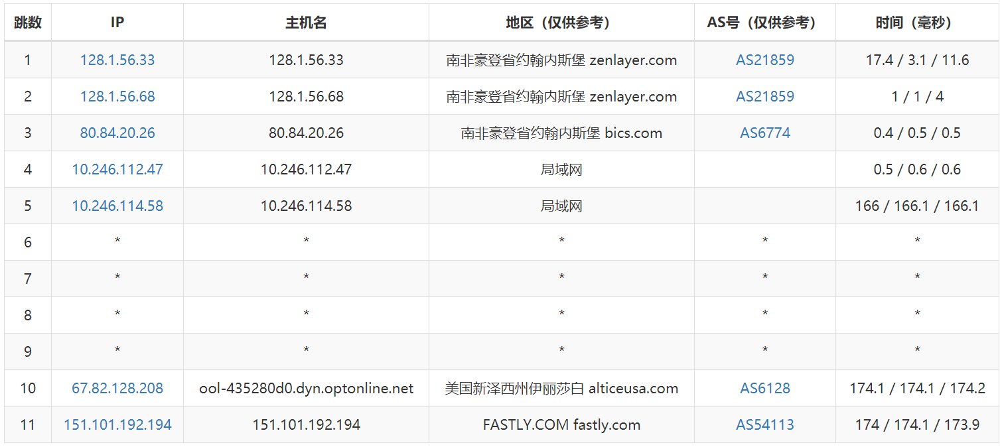 跳数 IP 主机名 地区（仅供参考） AS号（仅供参考） 时间（毫秒）
1 128.1.56.33 128.1.56.33 南非豪登省约翰内斯堡 zenlayer.com AS21859 17.4 / 3.1 / 11.6
2 128.1.56.68 128.1.56.68 南非豪登省约翰内斯堡 zenlayer.com AS21859 1 / 1 / 4
3 80.84.20.26 80.84.20.26 南非豪登省约翰内斯堡 bics.com AS6774 0.4 / 0.5 / 0.5
4 10.246.112.47 10.246.112.47 局域网 0.5 / 0.6 / 0.6
5 10.246.114.58 10.246.114.58 局域网 166 / 166.1 / 166.1
6 * * * * *
7 * * * * *
8 * * * * *
9 * * * * *
10 67.82.128.208 ool-435280d0.dyn.optonline.net 美国新泽西州伊丽莎白 alticeusa.com AS6128 174.1 / 174.1 / 174.2
11 151.101.192.194 151.101.192.194 FASTLY.COM fastly.com AS54113 174 / 174.1 / 173.9